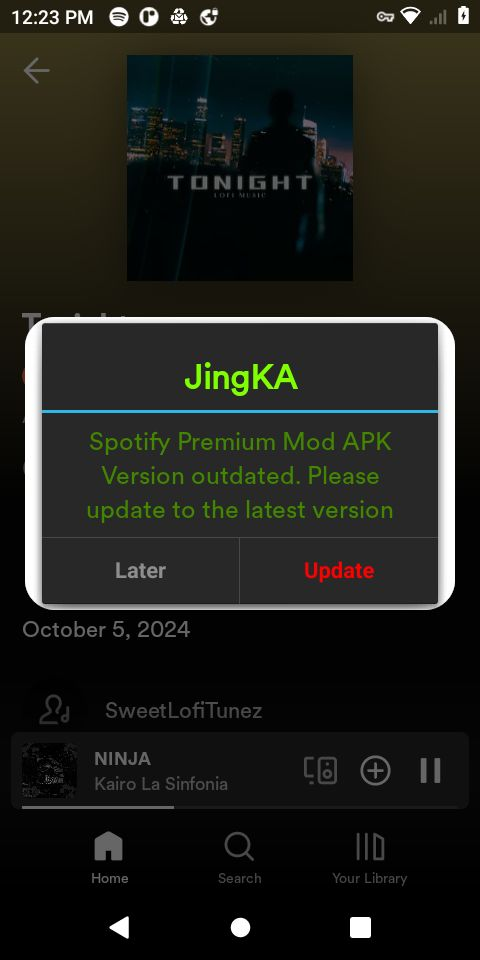 12:23 PM
TONIGHT
LOFI MUSIC
JingKA
Spotify Premium Mod APK
Version outdated. Please
update to the latest version
Later
Update
October 5, 2024
SweetLofiTunez
NINJA
Kairo La Sinfonia
Home
Search
Your Library